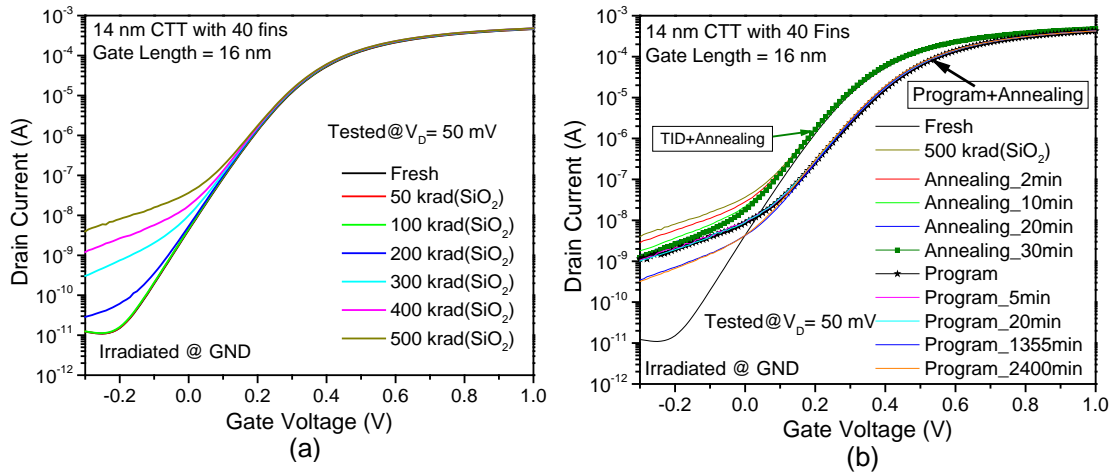 14 nm CTT with 40 fins
Gate Length = 16 nm
Tested@V_D= 50 mV
Fresh
50 krad(SiO₂)
100 krad(SiO₂)
200 krad(SiO₂)
300 krad(SiO₂)
400 krad(SiO₂)
500 krad(SiO₂)
Irradiated @ GND
Drain Current (A)
10⁻³
10⁻⁴
10⁻⁵
10⁻⁶
10⁻⁷
10⁻⁸
10⁻⁹
10⁻¹⁰
10⁻¹¹
10⁻¹²
-0.2 0.0 0.2 0.4 0.6 0.8 1.0
Gate Voltage (V)
(a)
14 nm CTT with 40 Fins
Gate Length = 16 nm
Program+Annealing
TID+Annealing
Fresh
500 krad(SiO₂)
Annealing_2min
Annealing_10min
Annealing_20min
Annealing_30min
Program
Program_5min
Program_20min
Program_1355min
Program_2400min
Tested@V_D= 50 mV
Irradiated @ GND
Drain Current (A)
10⁻³
10⁻⁴
10⁻⁵
10⁻⁶
10⁻⁷
10⁻⁸
10⁻⁹
10⁻¹⁰
10⁻¹¹
10⁻¹²
-0.2 0.0 0.2 0.4 0.6 0.8 1.0
Gate Voltage (V)
(b)